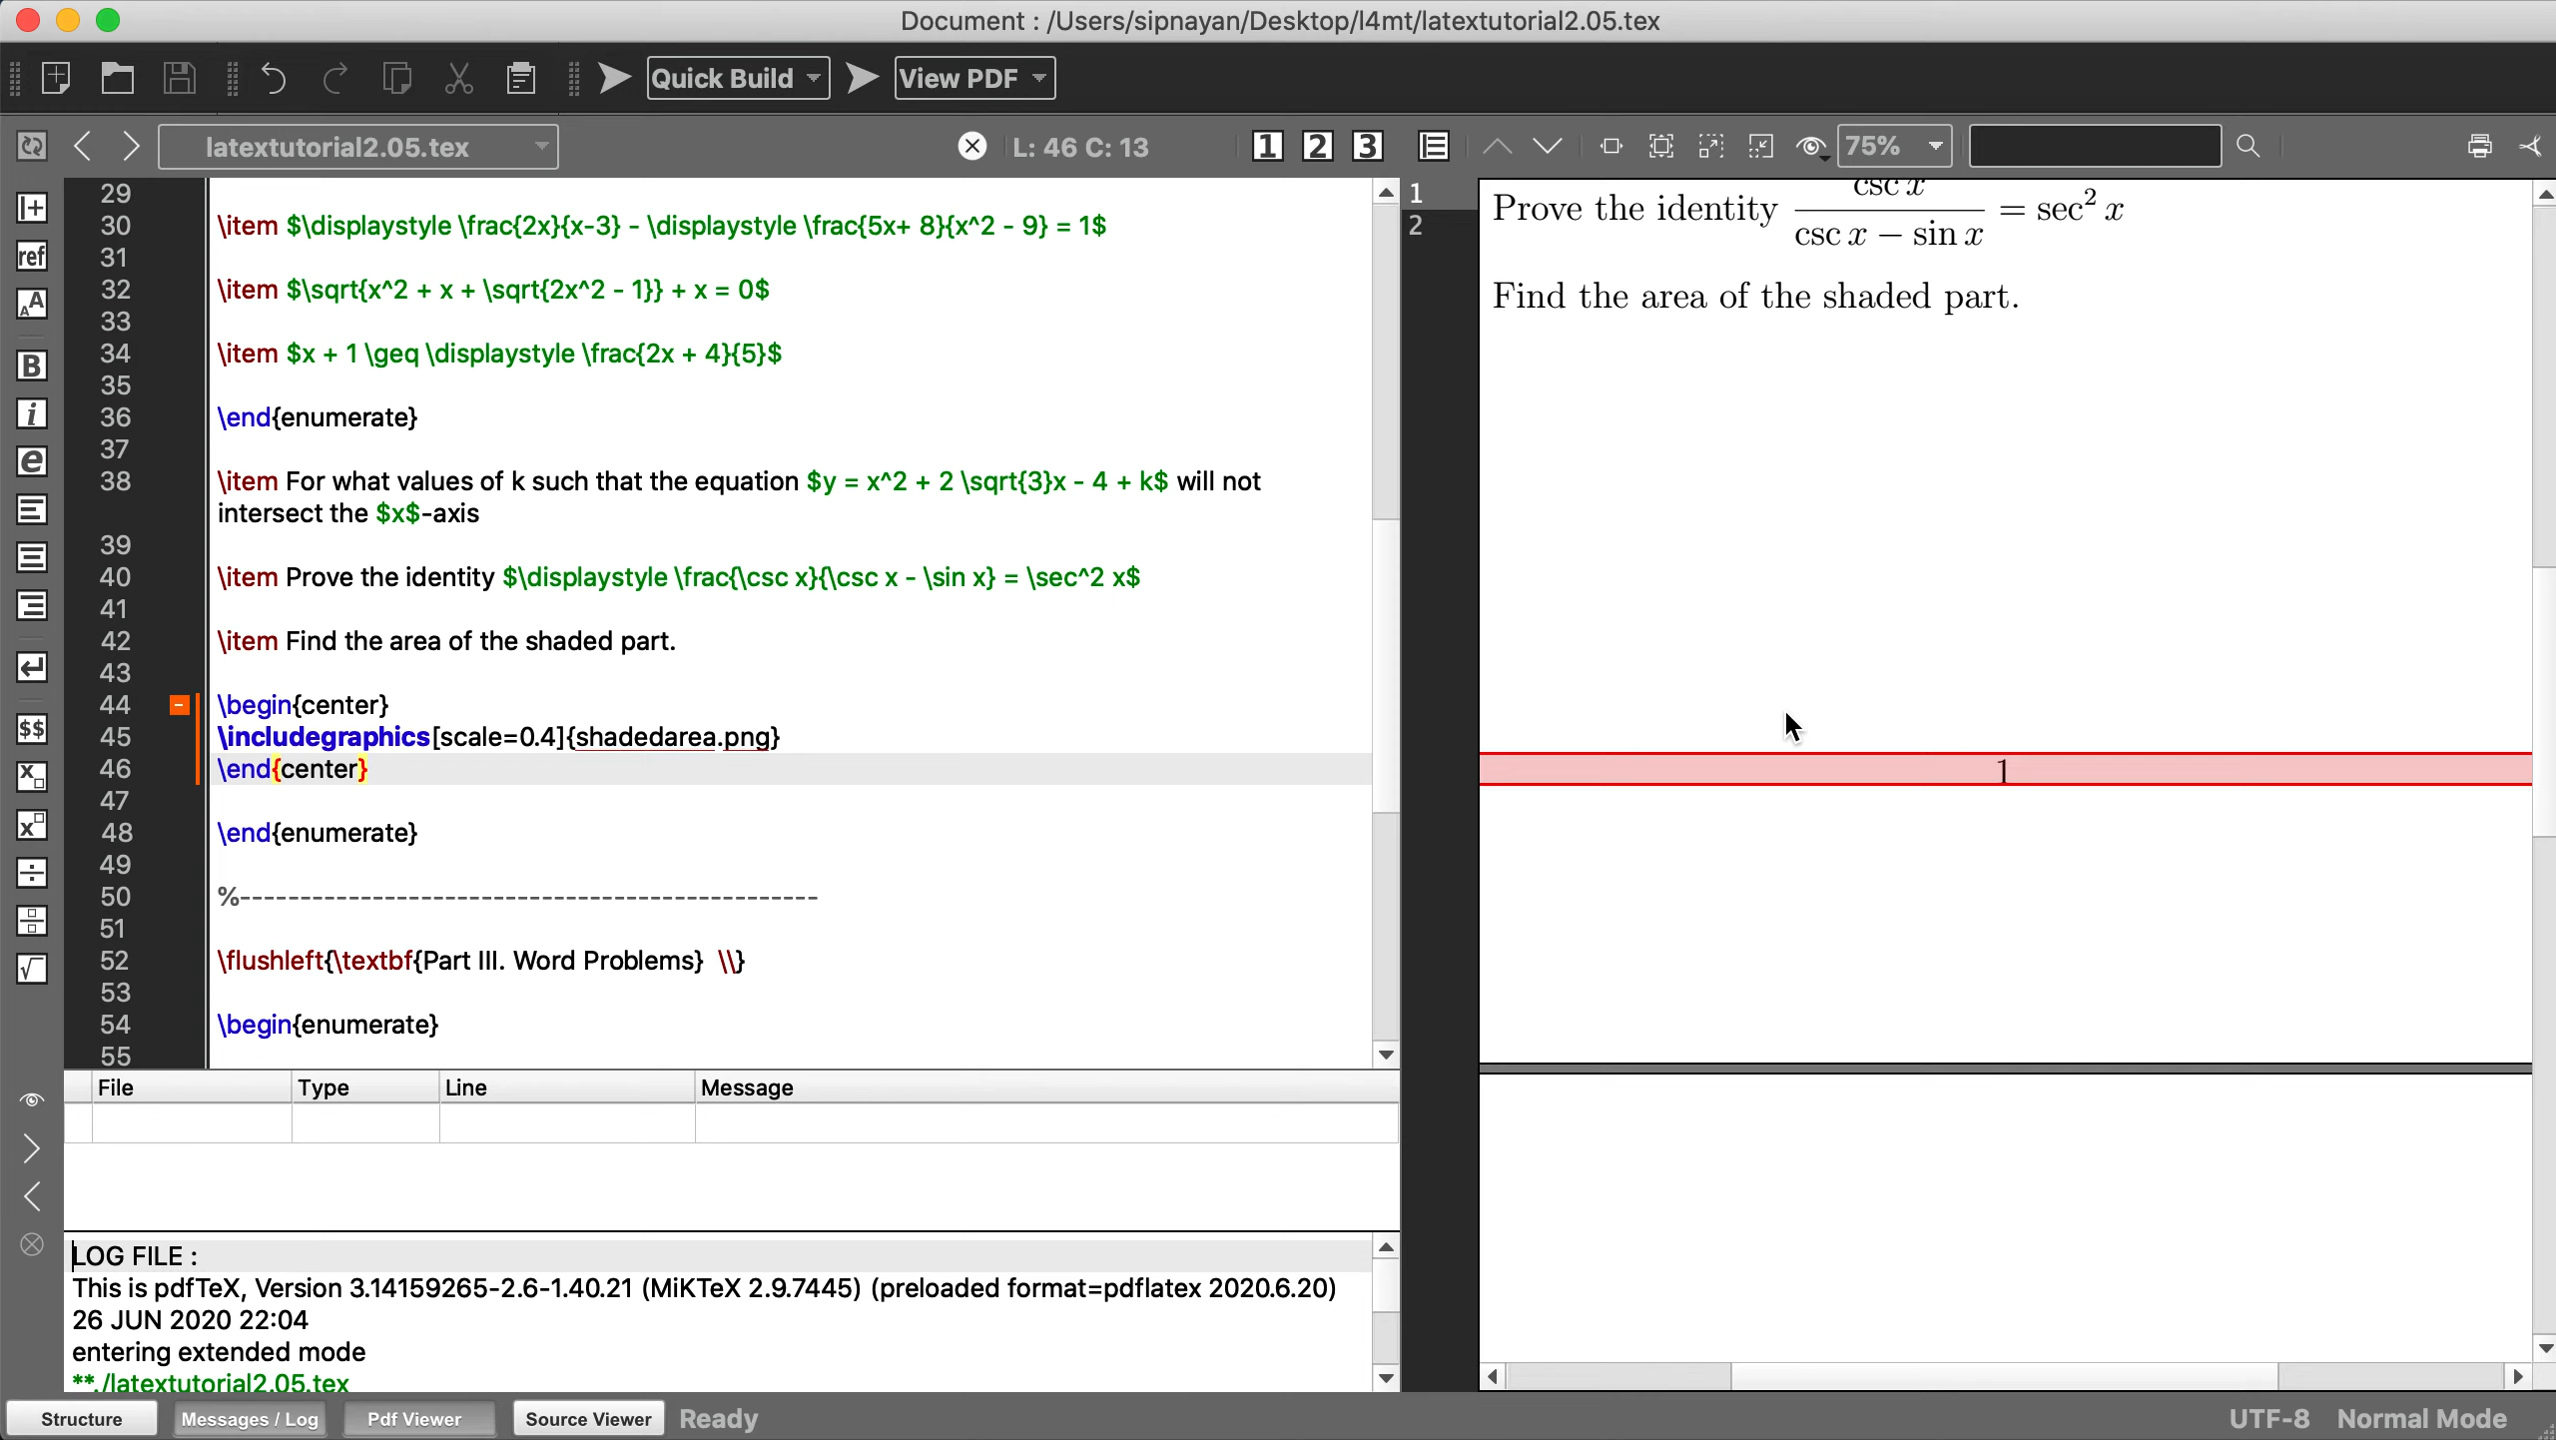 Document : /Users/sipnayan/Desktop/l4mt/latextutorial2.05.tex
Quick Build
View PDF
latextutorial2.05.tex
L: 46 C: 13
1 2 3
75%
ref
B
i
e
$$
29
30 \item $\displaystyle \frac{2x}{x-3} - \displaystyle \frac{5x+ 8}{x^2 - 9} = 1$
31
32 \item $\sqrt{x^2 + x + \sqrt{2x^2 - 1}} + x = 0$
33
34 \item $x + 1 \geq \displaystyle \frac{2x + 4}{5}$
35
36 \end{enumerate}
37
38 \item For what values of k such that the equation $y = x^2 + 2 \sqrt{3}x - 4 + k$ will not
intersect the $x$-axis
39
40 \item Prove the identity $\displaystyle \frac{\csc x}{\csc x - \sin x} = \sec^2 x$
41
42 \item Find the area of the shaded part.
43
44 \begin{center}
45 \includegraphics[scale=0.4]{shadedarea.png}
46 \end{center}
47
48 \end{enumerate}
49
50 %------------------------------------------------
51
52 \flushleft{\textbf{Part III. Word Problems} \\}
53
54 \begin{enumerate}
55
1
2
Prove the identity csc x / csc x − sin x = sec² x
Find the area of the shaded part.
1
File Type Line Message
LOG FILE :
This is pdfTeX, Version 3.14159265-2.6-1.40.21 (MiKTeX 2.9.7445) (preloaded format=pdflatex 2020.6.20)
26 JUN 2020 22:04
entering extended mode
**./latextutorial2.05.tex
Structure
Messages / Log
Pdf Viewer
Source Viewer
Ready
UTF-8
Normal Mode